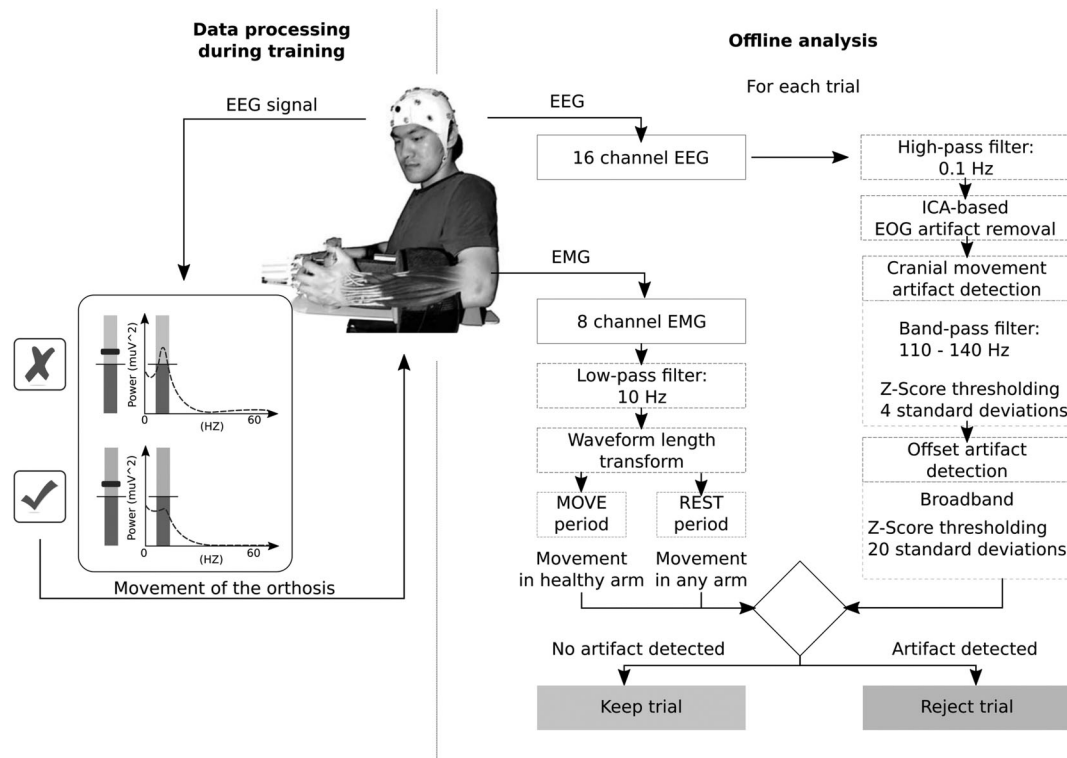 Data processing
during training
EEG signal
Power (muV^2)
0
60
(HZ)
Power (muV^2)
0
60
(HZ)
Movement of the orthosis
Offline analysis
For each trial
EEG
16 channel EEG
EMG
8 channel EMG
Low-pass filter:
10 Hz
Waveform length
transform
MOVE
period
REST
period
Movement
in healthy arm
Movement
in any arm
High-pass filter:
0.1 Hz
ICA-based
EOG artifact removal
Cranial movement
artifact detection
Band-pass filter:
110 - 140 Hz
Z-Score thresholding
4 standard deviations
Offset artifact
detection
Broadband
Z-Score thresholding
20 standard deviations
No artifact detected
Artifact detected
Keep trial
Reject trial